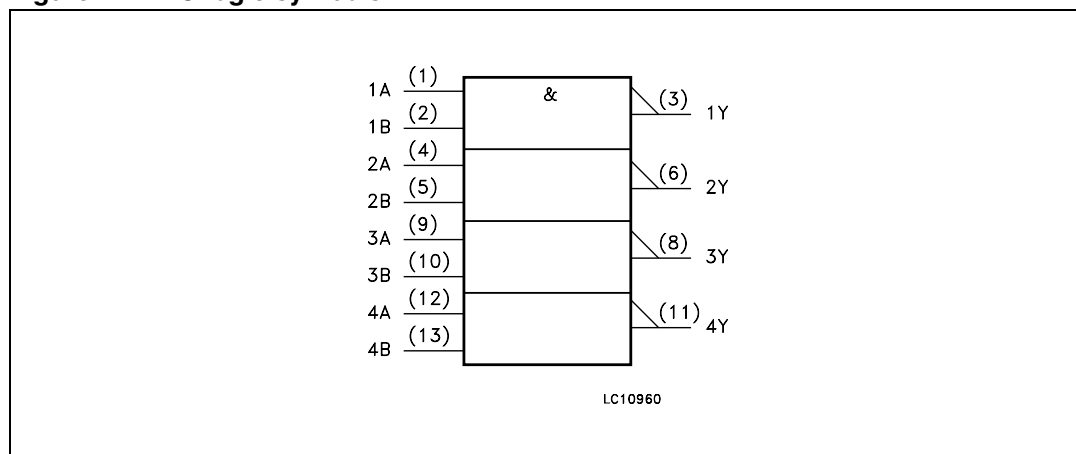 1A (1)
&
(3) 1Y
1B (2)
2A (4)
(6) 2Y
2B (5)
3A (9)
(8) 3Y
3B (10)
4A (12)
(11) 4Y
4B (13)
LC10960